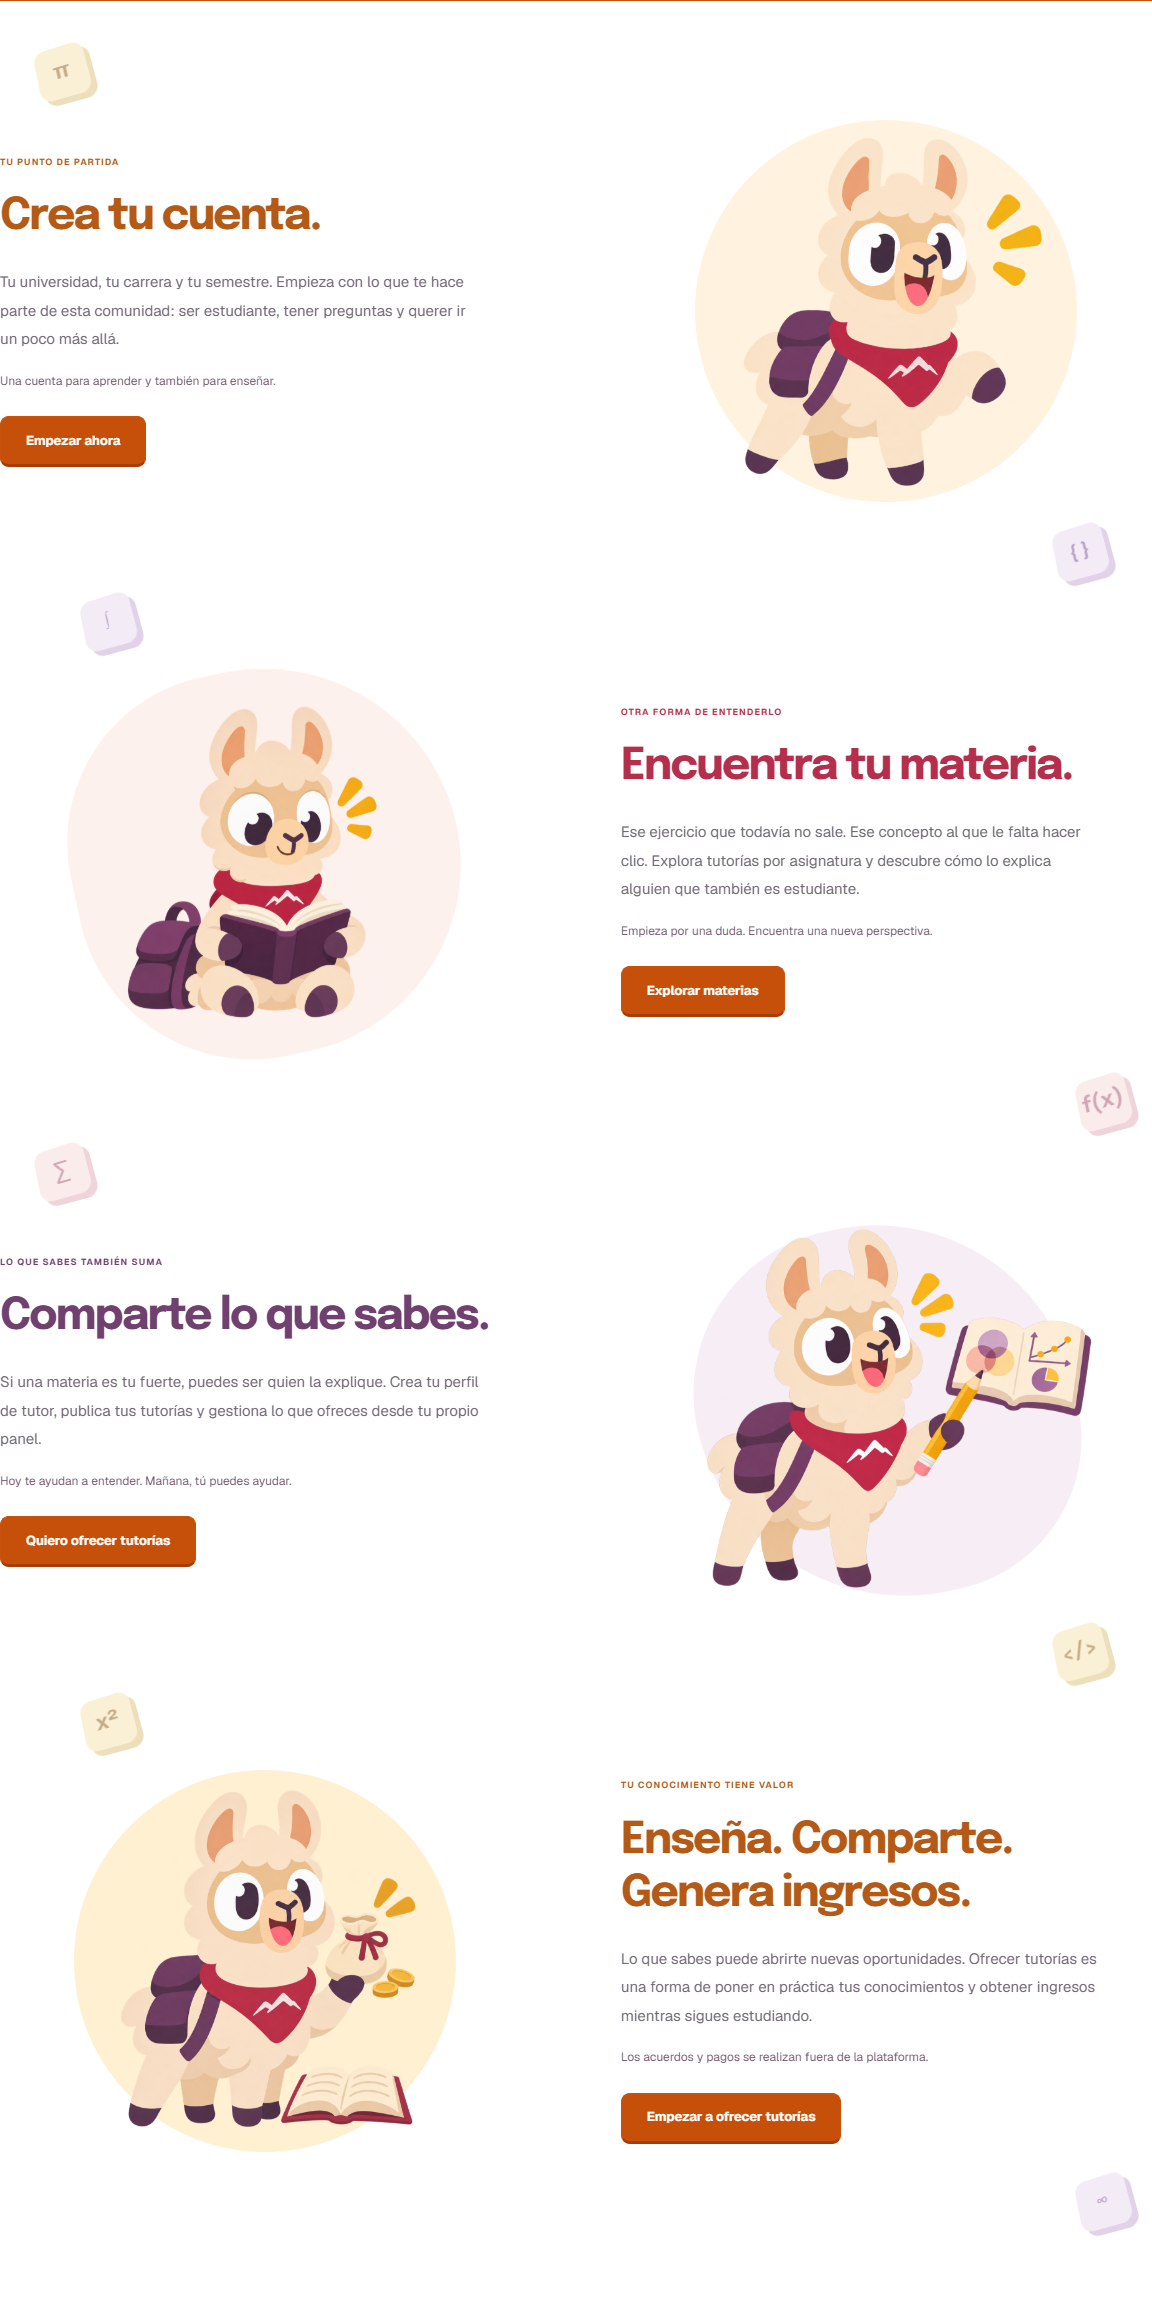 π
TU PUNTO DE PARTIDA
Crea tu cuenta.
Tu universidad, tu carrera y tu semestre. Empieza con lo que te hace
parte de esta comunidad: ser estudiante, tener preguntas y querer ir
un poco más allá.
Una cuenta para aprender y también para enseñar.
Empezar ahora
{ }
∫
OTRA FORMA DE ENTENDERLO
Encuentra tu materia.
Ese ejercicio que todavía no sale. Ese concepto al que le falta hacer
clic. Explora tutorías por asignatura y descubre cómo lo explica
alguien que también es estudiante.
Empieza por una duda. Encuentra una nueva perspectiva.
Explorar materias
f(x)
∑
LO QUE SABES TAMBIÉN SUMA
Comparte lo que sabes.
Si una materia es tu fuerte, puedes ser quien la explique. Crea tu perfil
de tutor, publica tus tutorías y gestiona lo que ofreces desde tu propio
panel.
Hoy te ayudan a entender. Mañana, tú puedes ayudar.
Quiero ofrecer tutorías
</>
x²
TU CONOCIMIENTO TIENE VALOR
Enseña. Comparte.
Genera ingresos.
Lo que sabes puede abrirte nuevas oportunidades. Ofrecer tutorías es
una forma de poner en práctica tus conocimientos y obtener ingresos
mientras sigues estudiando.
Los acuerdos y pagos se realizan fuera de la plataforma.
Empezar a ofrecer tutorías
∞